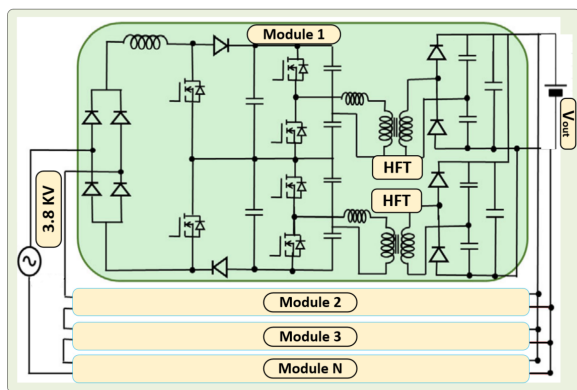 Module 1
HFT
HFT
3.8 KV
Vout
Module 2
Module 3
Module N